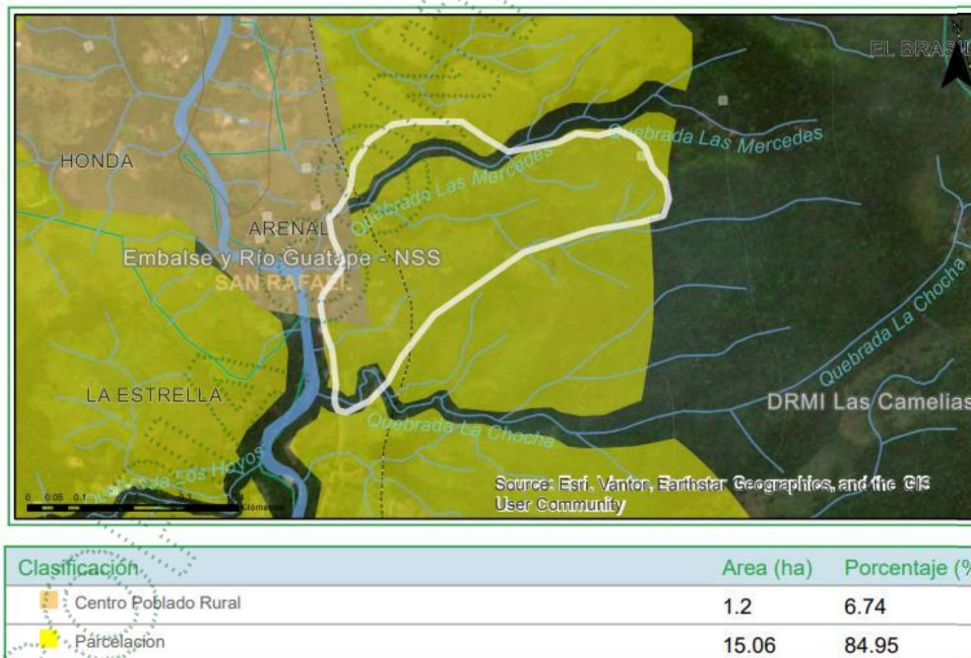 EL BRASIL
N
Quebrada Las Mercedes
HONDA
Quebrada Las Mercedes
ARENAL
Embalse y Río Guatape - NSS
SAN RAFAEL
Quebrada La Chocha
LA ESTRELLA
DRMI Las Camelias
Quebrada La Chocha
Quebrada Los Hoyos
Source: Esri, Vantor, Earthstar Geographics, and the GIS
User Community
0 0.05 0.1
Kilómetros
Clasificación Area (ha) Porcentaje (%
Centro Poblado Rural 1.2 6.74
Parcelacion 15.06 84.95